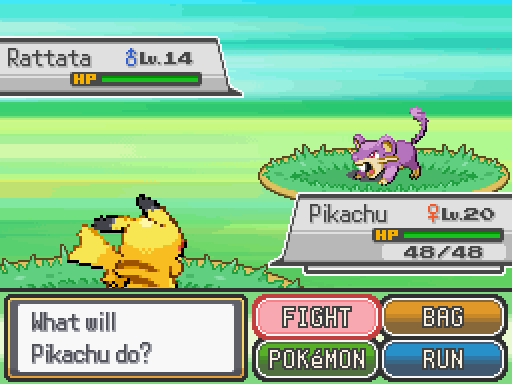 Rattata ♂Lv.14
HP
Pikachu ♀Lv.20
HP
48/48
What will
Pikachu do?
FIGHT
BAG
POKéMON
RUN